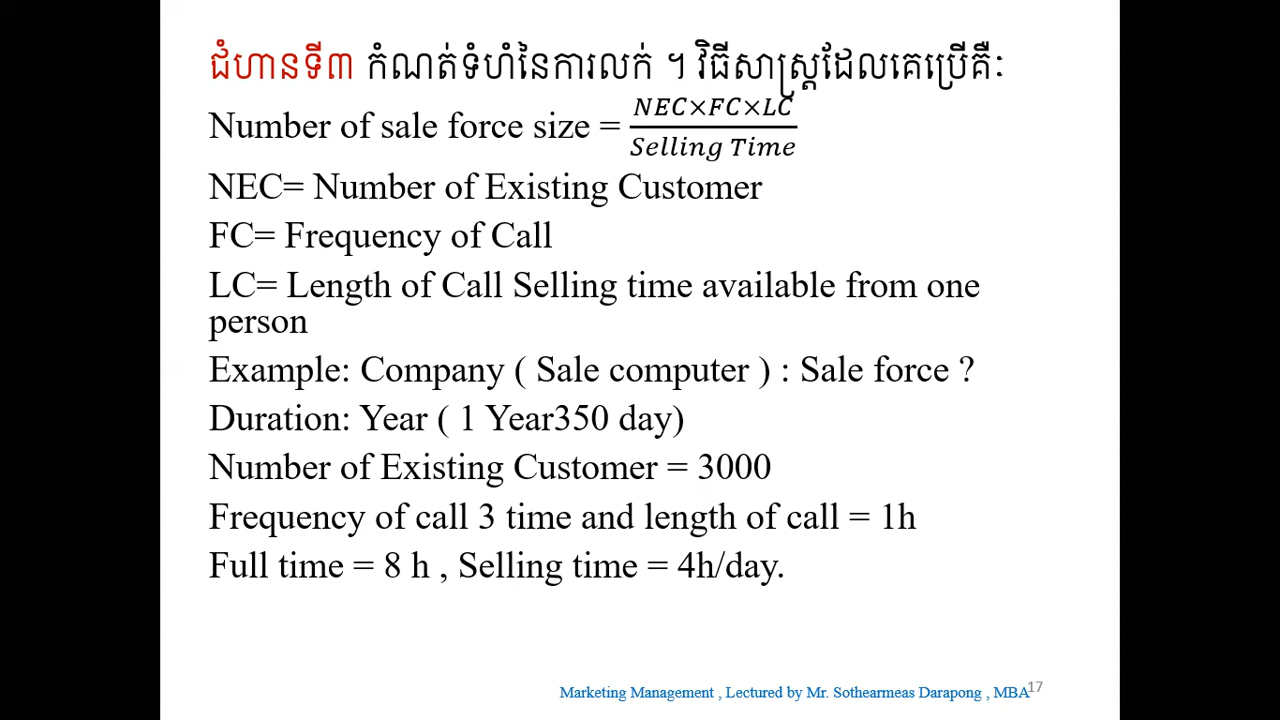 ជំហានទី៣ កំណត់ទំហំនៃការលក់ ។ វិធីសាស្ត្រដែលគេប្រើគឺៈ
Number of sale force size = \frac{NEC×FC×LC}{Selling Time}
NEC= Number of Existing Customer
FC= Frequency of Call
LC= Length of Call Selling time available from one
person
Example: Company ( Sale computer ) : Sale force ?
Duration: Year ( 1 Year350 day)
Number of Existing Customer = 3000
Frequency of call 3 time and length of call = 1h
Full time = 8 h , Selling time = 4h/day.
Marketing Management , Lectured by Mr. Sothearmeas Darapong , MBA 17